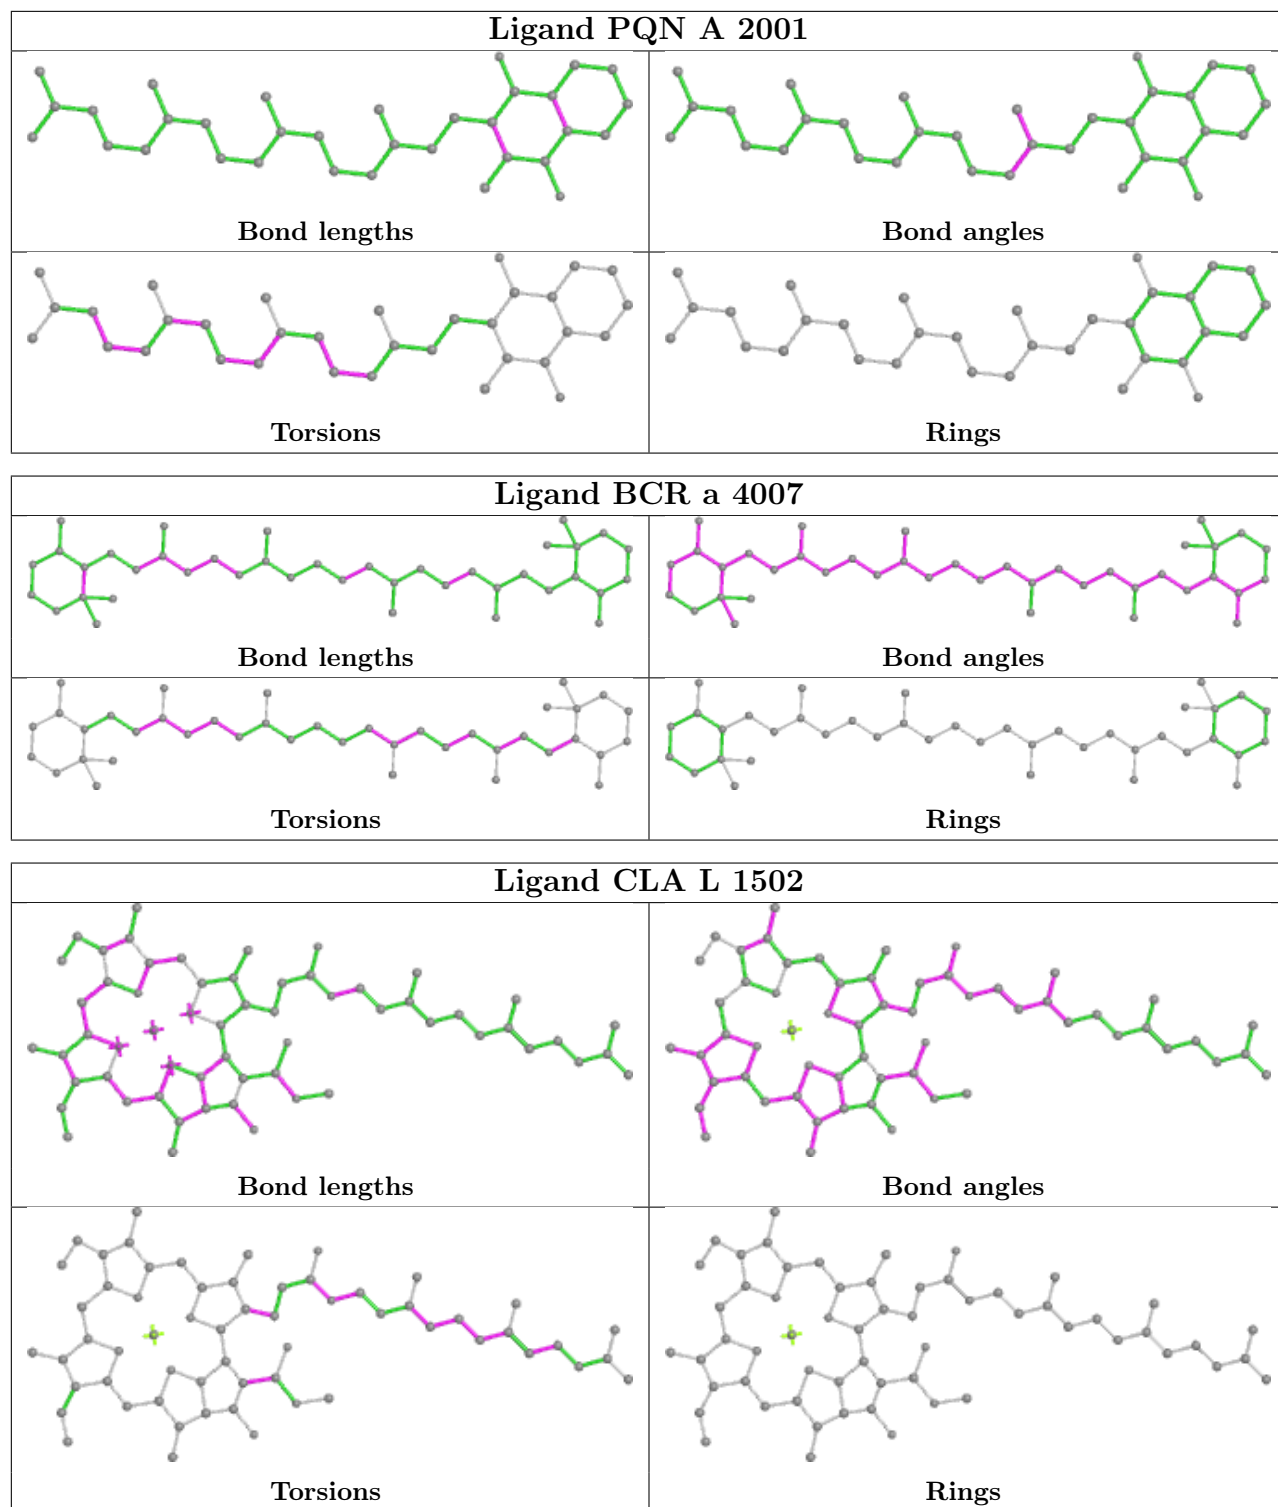 Ligand PQN A 2001
Bond lengths
Bond angles
Torsions
Rings
Ligand BCR a 4007
Bond lengths
Bond angles
Torsions
Rings
Ligand CLA L 1502
Bond lengths
Bond angles
Torsions
Rings